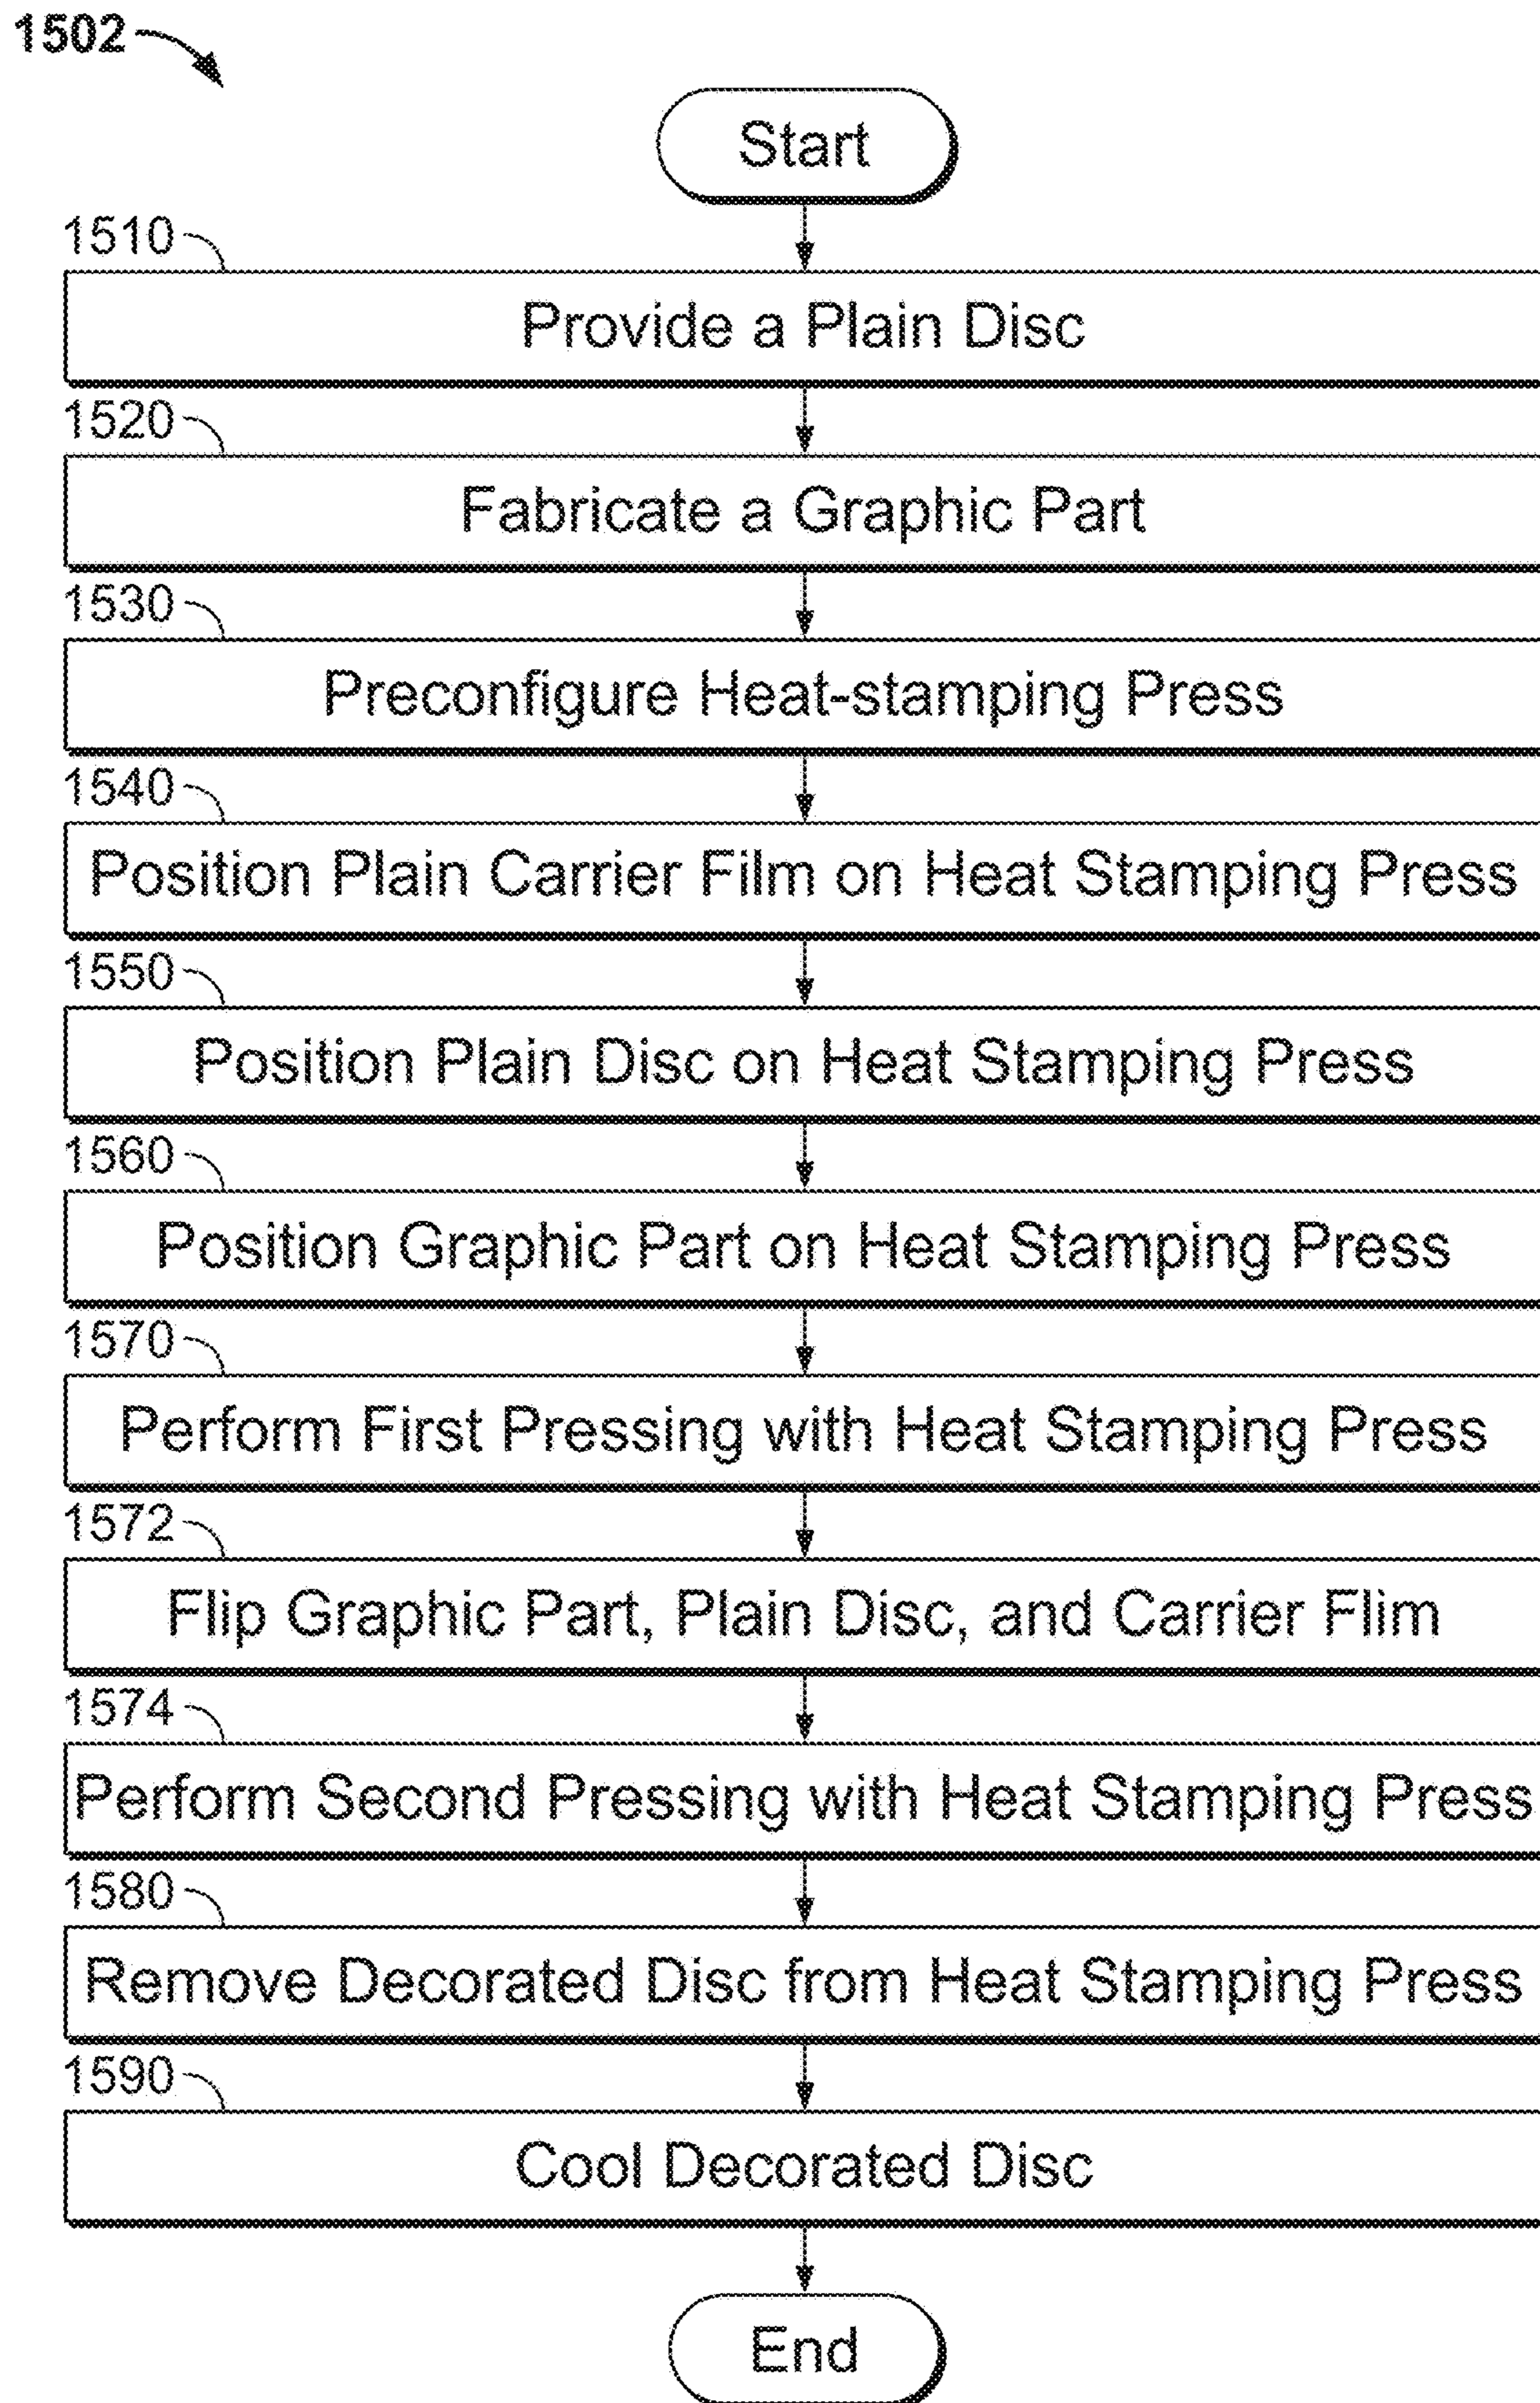 1502
Start
1510
Provide a Plain Disc
1520
Fabricate a Graphic Part
1530
Preconfigure Heat-stamping Press
1540
Position Plain Carrier Film on Heat Stamping Press
1550
Position Plain Disc on Heat Stamping Press
1560
Position Graphic Part on Heat Stamping Press
1570
Perform First Pressing with Heat Stamping Press
1572
Flip Graphic Part, Plain Disc, and Carrier Flim
1574
Perform Second Pressing with Heat Stamping Press
1580
Remove Decorated Disc from Heat Stamping Press
1590
Cool Decorated Disc
End